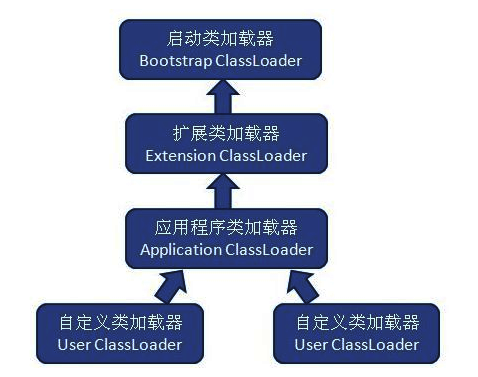 启动类加载器
Bootstrap ClassLoader
扩展类加载器
Extension ClassLoader
应用程序类加载器
Application ClassLoader
自定义类加载器
User ClassLoader
自定义类加载器
User ClassLoader